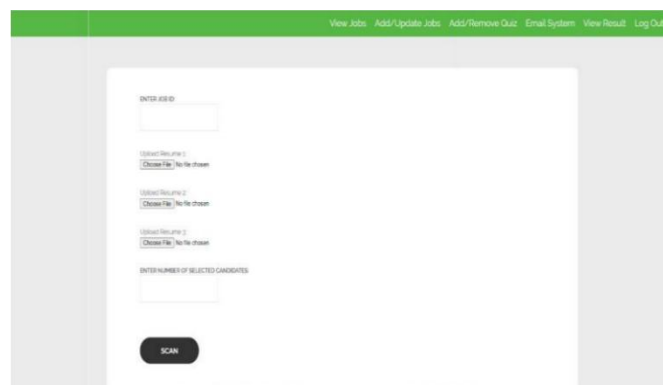 View Jobs Add/Update Jobs Add/Remove Quiz Email System View Result Log Out
ENTER JOB ID:
Upload Resume 1:
Choose File No file chosen
Upload Resume 2:
Choose File No file chosen
Upload Resume 3:
Choose File No file chosen
ENTER NUMBER OF SELECTED CANDIDATES:
SCAN